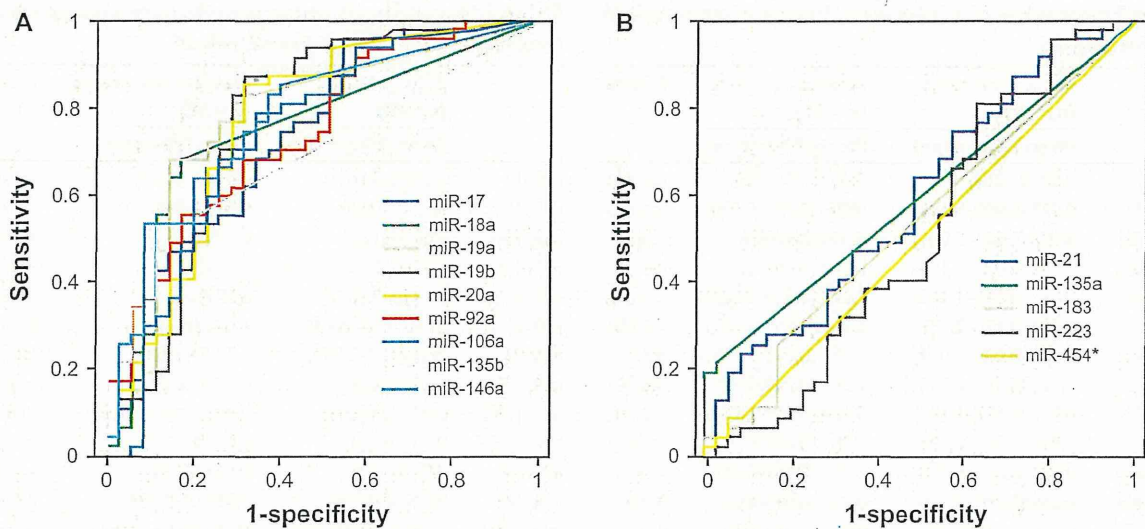 A
B
Sensitivity
1
0.8
0.6
0.4
0.2
0
0 0.2 0.4 0.6 0.8 1
1-specificity
miR-17
miR-18a
miR-19a
miR-19b
miR-20a
miR-92a
miR-106a
miR-135b
miR-146a
Sensitivity
1
0.8
0.6
0.4
0.2
0
0 0.2 0.4 0.6 0.8 1
1-specificity
miR-21
miR-135a
miR-183
miR-223
miR-454*